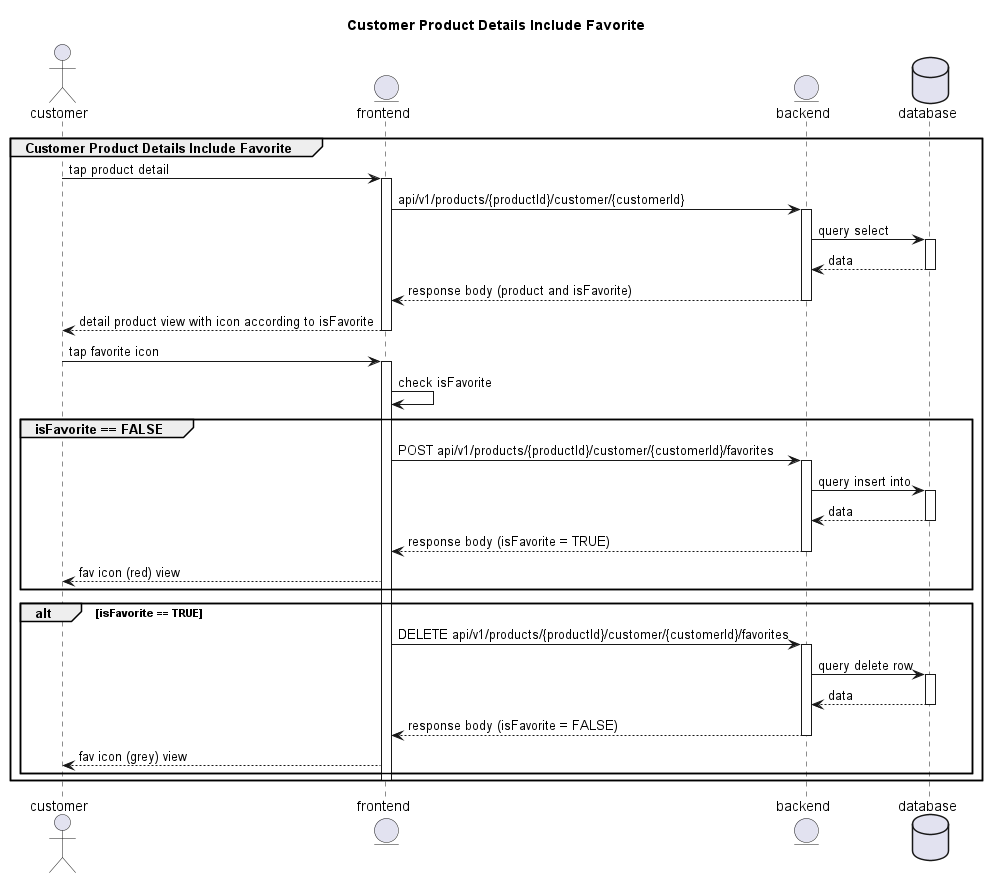 Customer Product Details Include Favorite
customer
frontend
backend
database
Customer Product Details Include Favorite
tap product detail
api/v1/products/{productId}/customer/{customerId}
query select
data
response body (product and isFavorite)
detail product view with icon according to isFavorite
tap favorite icon
check isFavorite
isFavorite == FALSE
POST api/v1/products/{productId}/customer/{customerId}/favorites
query insert into
data
response body (isFavorite = TRUE)
fav icon (red) view
alt [isFavorite == TRUE]
DELETE api/v1/products/{productId}/customer/{customerId}/favorites
query delete row
data
response body (isFavorite = FALSE)
fav icon (grey) view
customer
frontend
backend
database